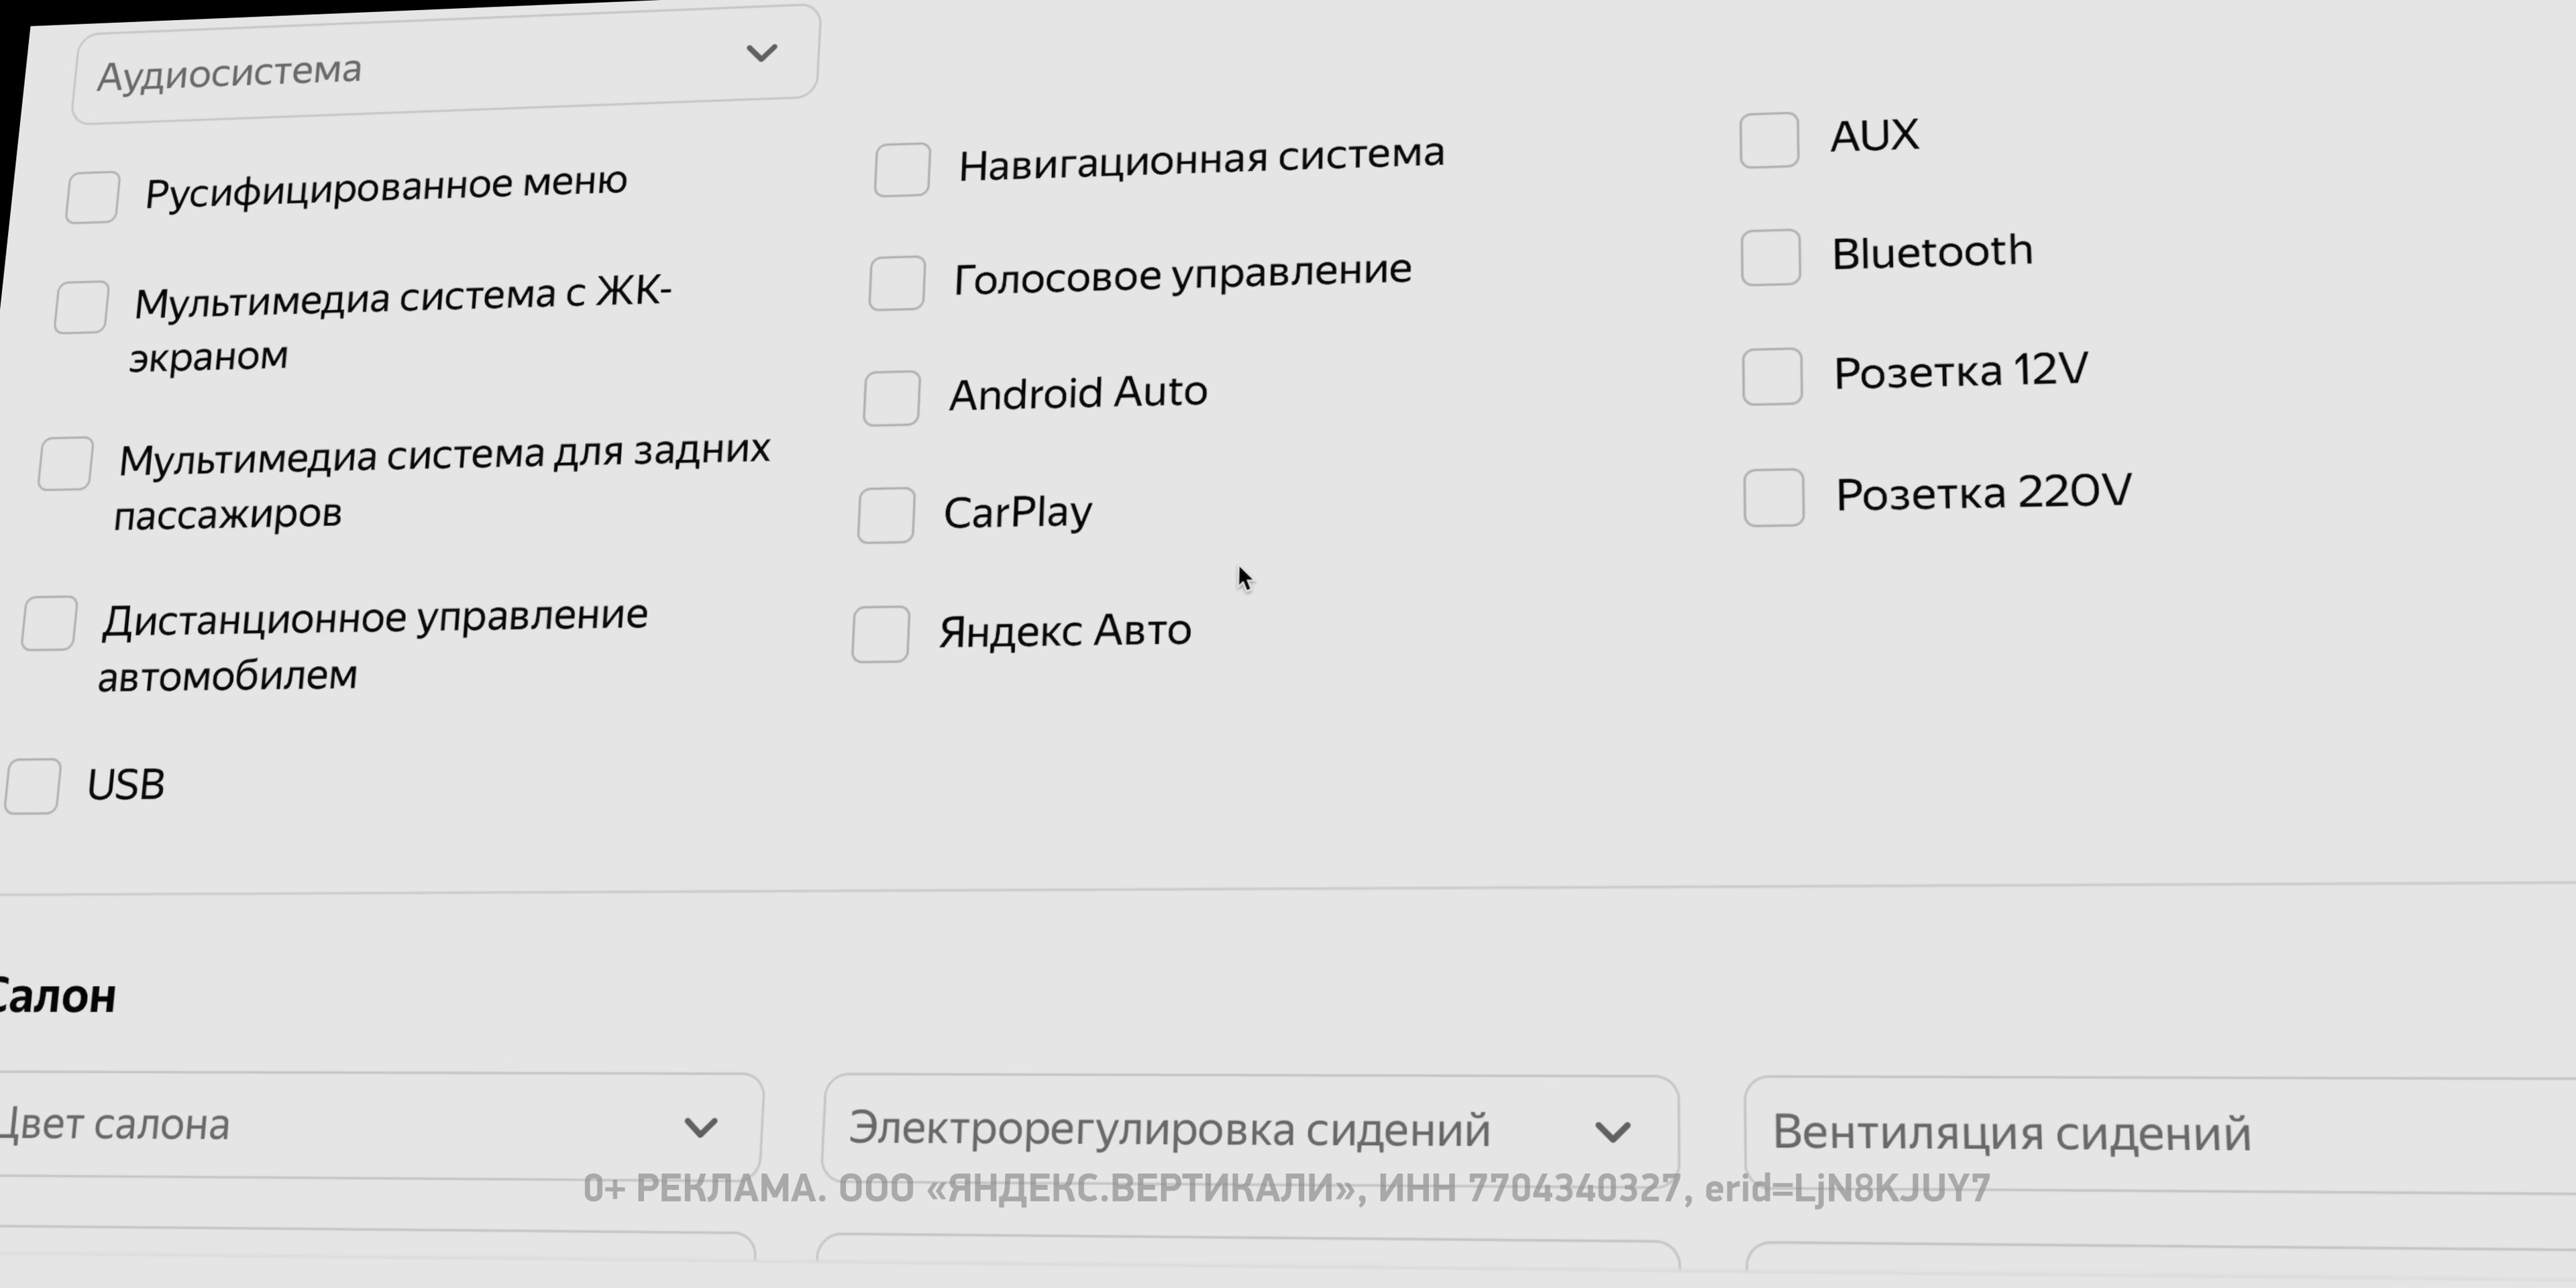 Аудиосистема
Русифицированное меню
Мультимедиа система с ЖК-
экраном
Мультимедиа система для задних
пассажиров
Дистанционное управление
автомобилем
USB
Навигационная система
Голосовое управление
Android Auto
CarPlay
Яндекс Авто
AUX
Bluetooth
Розетка 12V
Розетка 220V
Салон
Цвет салона
Электрорегулировка сидений
Вентиляция сидений
0+ РЕКЛАМА. ООО «ЯНДЕКС.ВЕРТИКАЛИ», ИНН 7704340327, erid=LjN8KJUY7